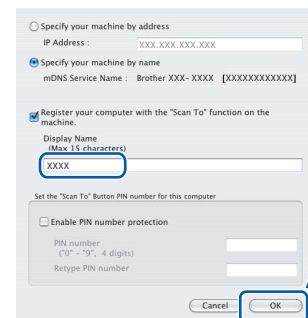 Specify your machine by address
IP Address : XXX.XXX.XXX.XXX
Specify your machine by name
mDNS Service Name : Brother XXX- XXXX [XXXXXXXXXXXX]
Register your computer with the "Scan To" function on the
machine.
Display Name
(Max 15 characters)
XXXX
Set the "Scan To" Button PIN number for this computer
Enable PIN number protection
PIN number
("0" - "9", 4 digits)
Retype PIN number
Cancel OK